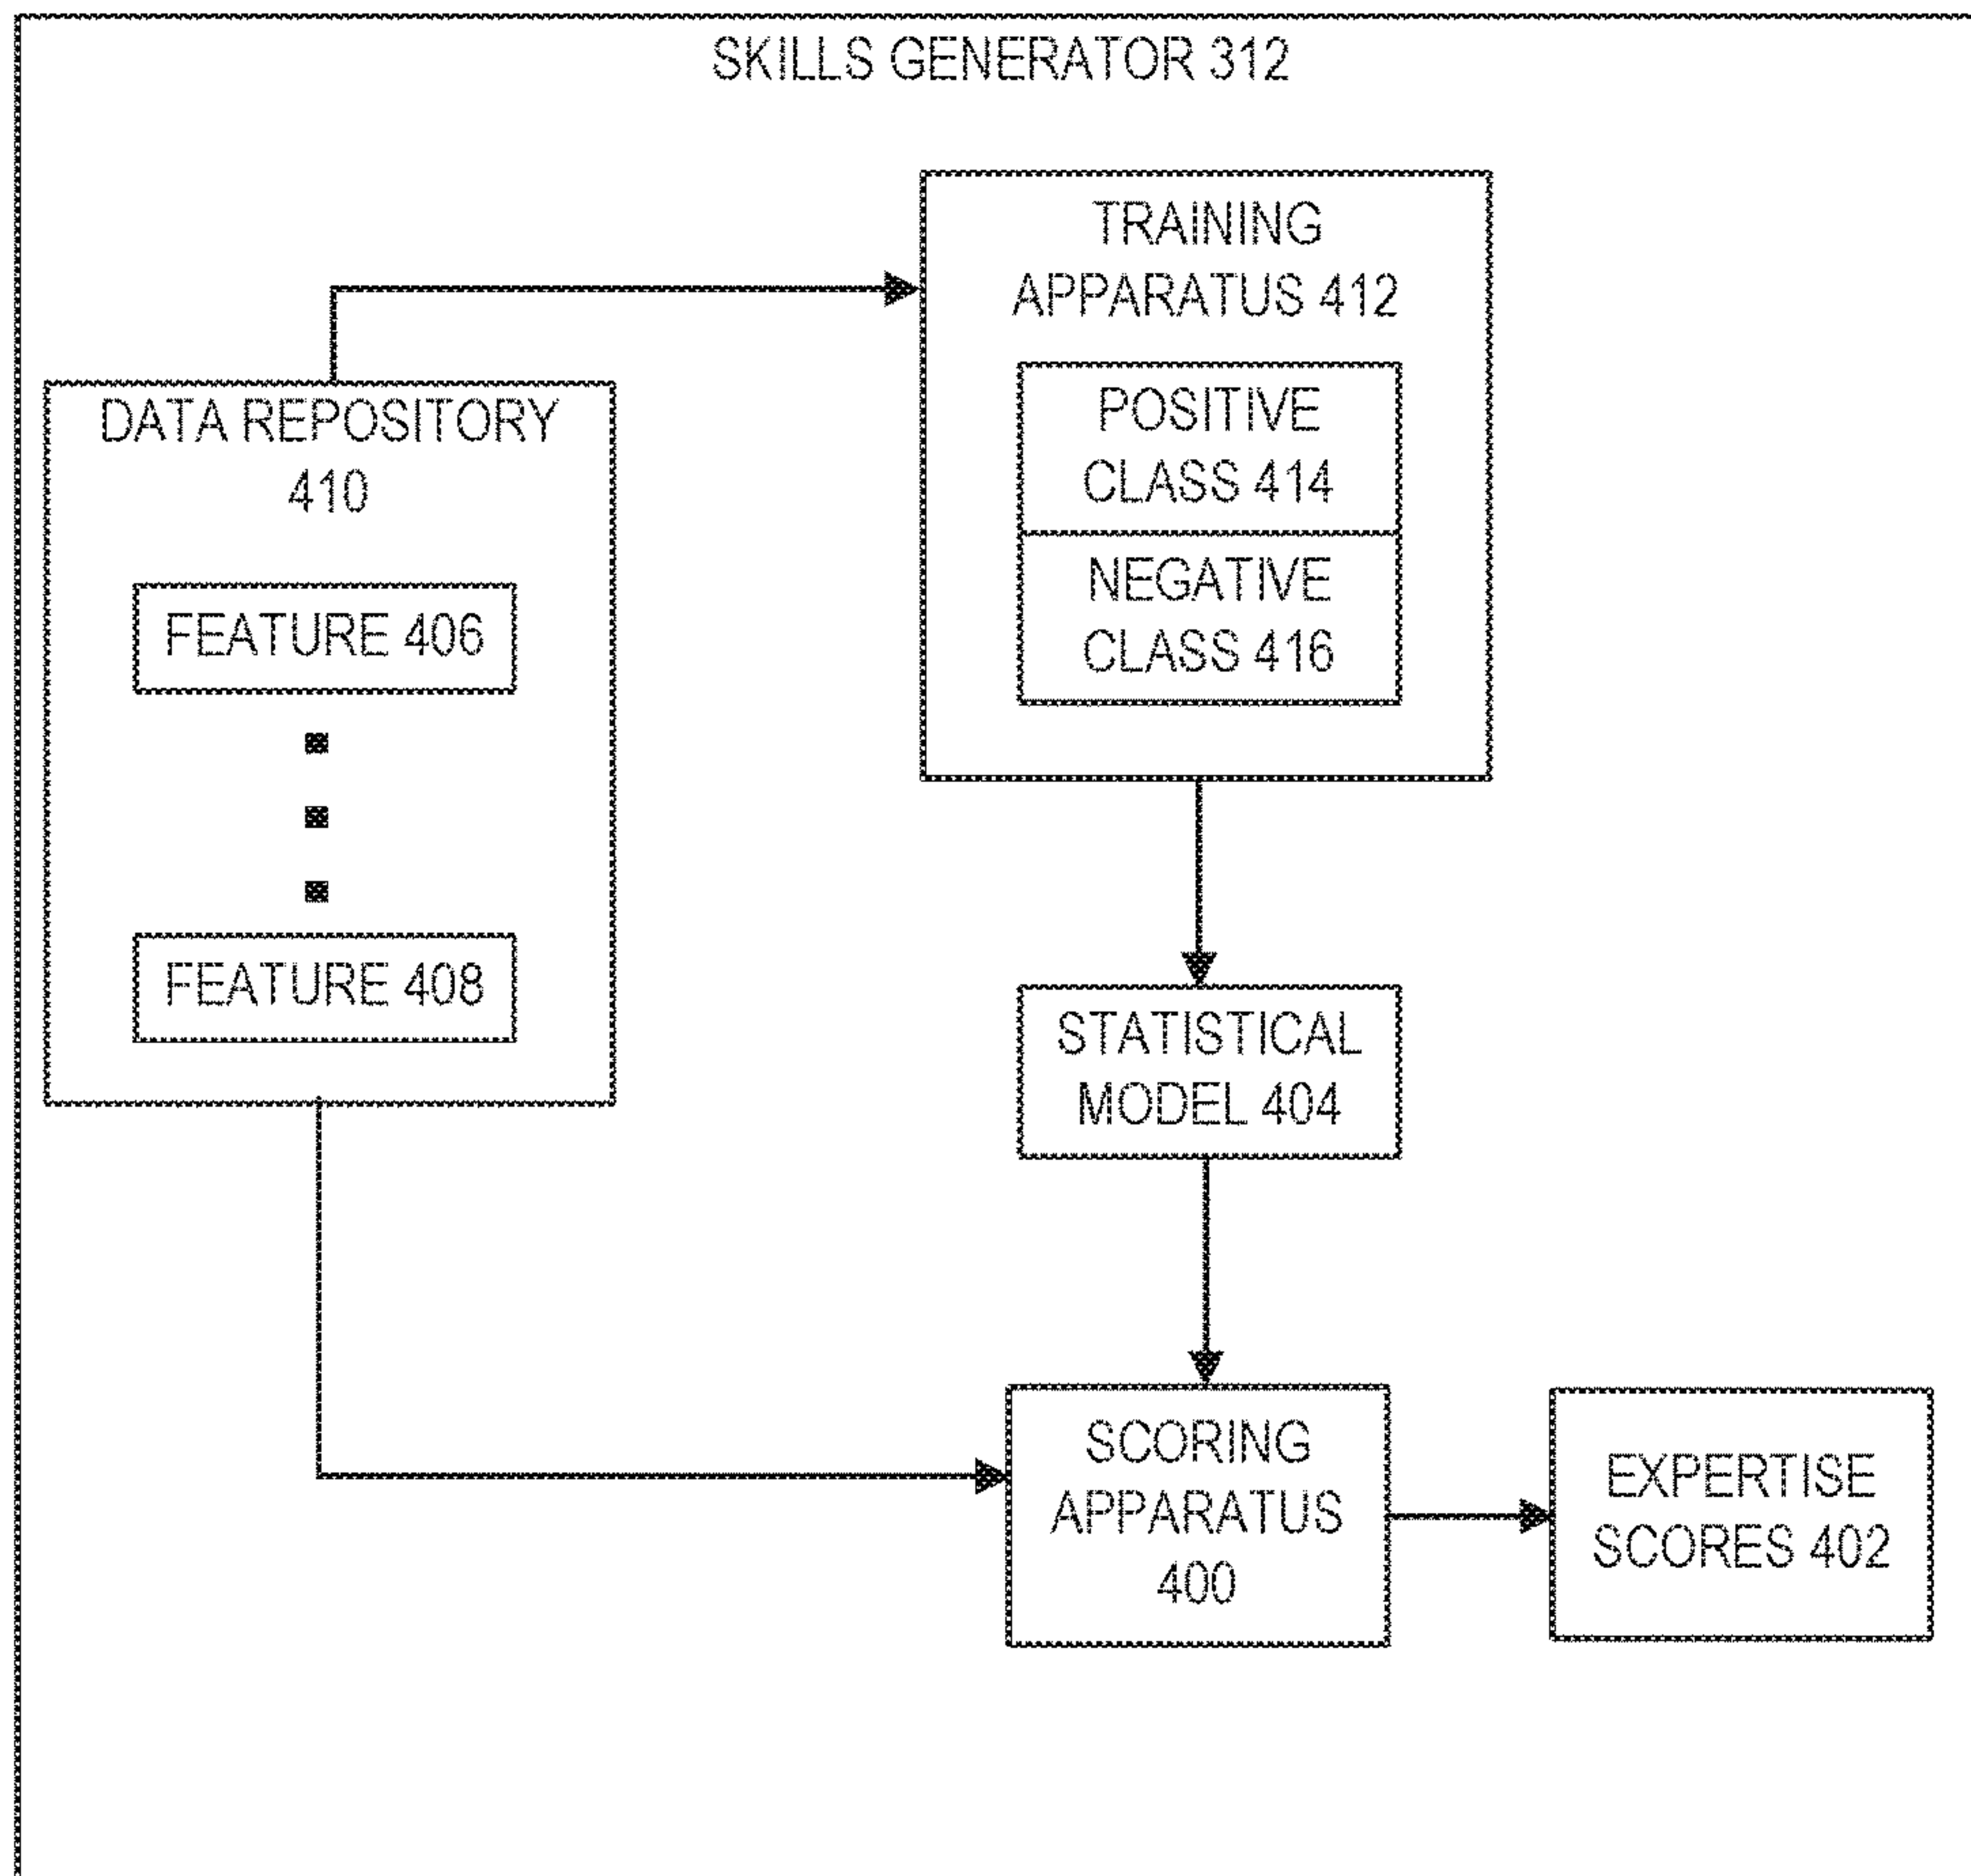 SKILLS GENERATOR 312
TRAINING
APPARATUS 412
POSITIVE
CLASS 414
NEGATIVE
CLASS 416
DATA REPOSITORY
410
FEATURE 406
FEATURE 408
STATISTICAL
MODEL 404
SCORING
APPARATUS
400
EXPERTISE
SCORES 402